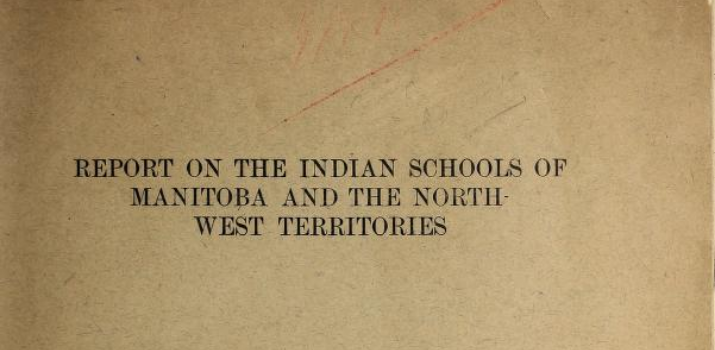 REPORT ON THE INDIAN SCHOOLS OF
MANITOBA AND THE NORTH-
WEST TERRITORIES